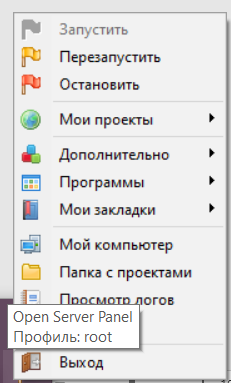 Запустить
Перезапустить
Остановить
Мои проекты
Дополнительно
Программы
Мои закладки
Мой компьютер
Папка с проектами
Просмотр логов
Open Server Panel
Профиль: root
Выход